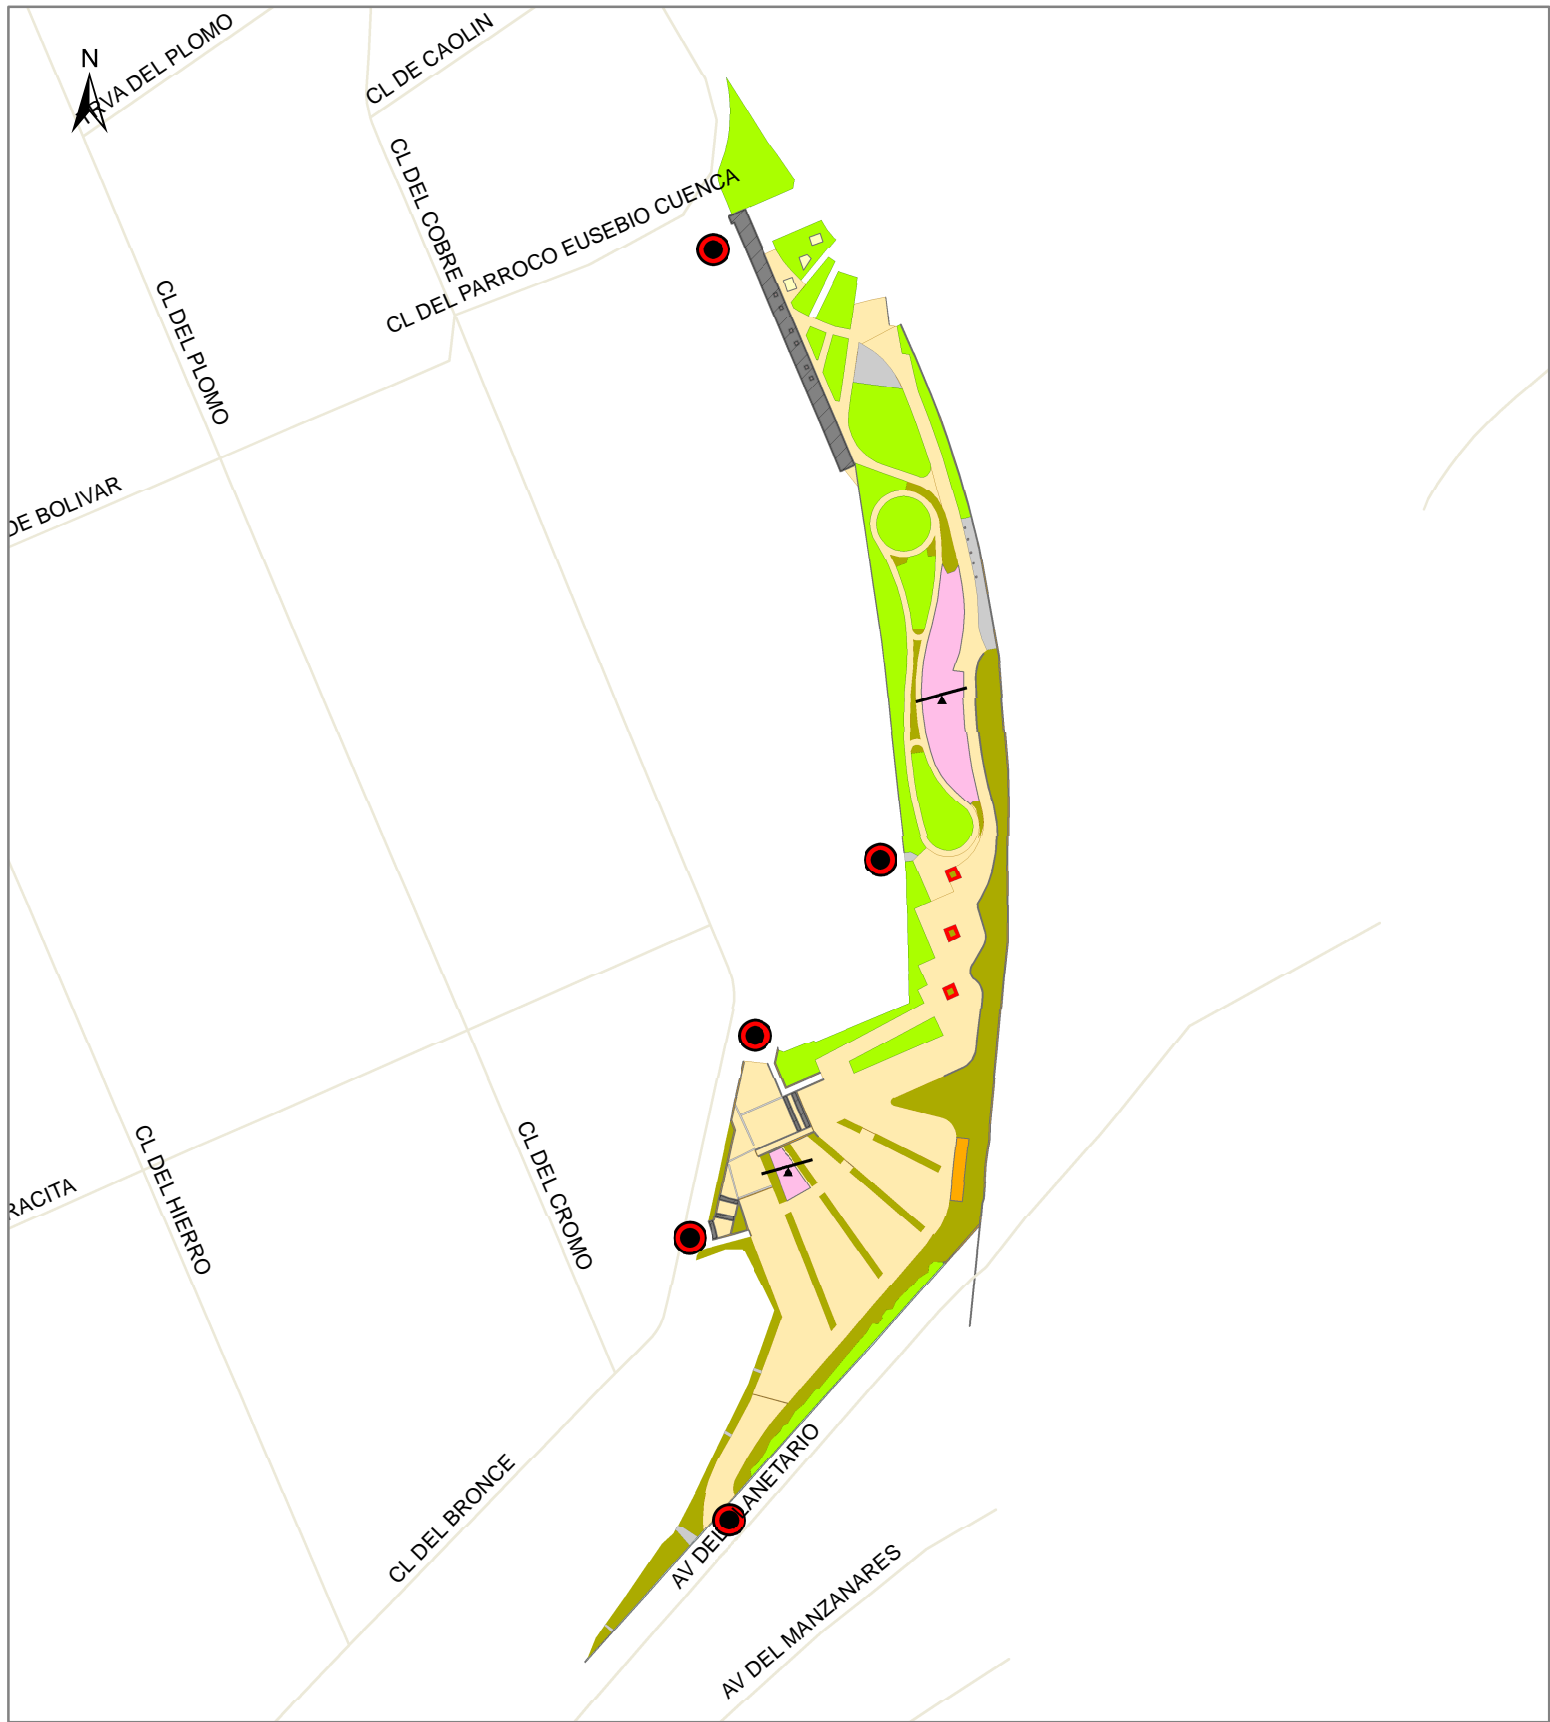 N
TRVA DEL PLOMO
CL DE CAOLIN
CL DEL COBRE
CL DEL PARROCO EUSEBIO CUENCA
CL DEL PLOMO
DE BOLIVAR
RACITA
CL DEL HIERRO
CL DEL CROMO
CL DEL BRONCE
AV DEL PLANETARIO
AV DEL MANZANARES